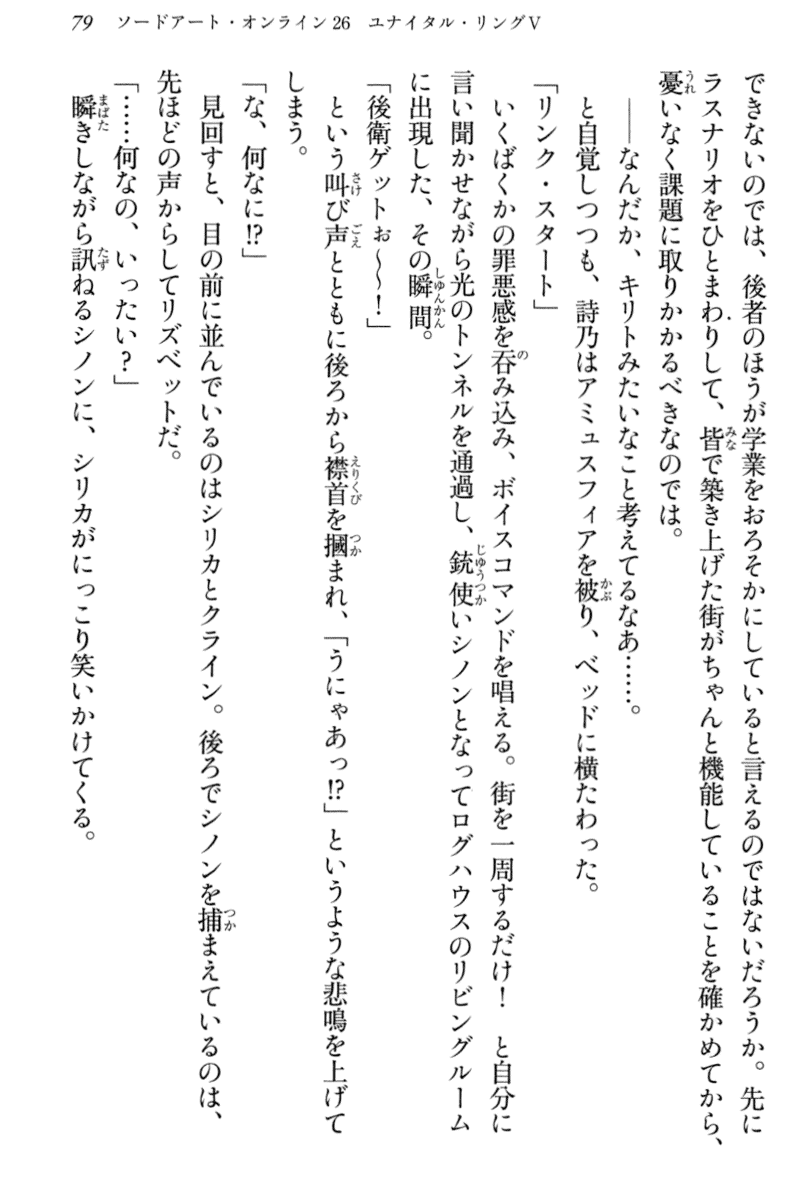 79　ソードアート・オンライン26　ユナイタル・リングⅤ
できないのでは、後者のほうが学業をおろそかにしていると言えるのではないだろうか。先に
ラスナリオをひとまわりして、皆で築き上げた街がちゃんと機能していることを確かめてから、
憂いなく課題に取りかかるべきなのでは。
――なんだか、キリトみたいなこと考えてるなあ……。
と自覚しつつも、詩乃はアミュスフィアを被り、ベッドに横たわった。
「リンク・スタート」
いくばくかの罪悪感を呑み込み、ボイスコマンドを唱える。街を一周するだけ！　と自分に
言い聞かせながら光のトンネルを通過し、銃使いシノンとなってログハウスのリビングルーム
に出現した、その瞬間。
「後衛ゲットぉ〜〜！」
という叫び声とともに後ろから襟首を摑まれ、「うにゃあっ!?」というような悲鳴を上げて
しまう。
「な、何なに!?」
見回すと、目の前に並んでいるのはシリカとクライン。後ろでシノンを捕まえているのは、
先ほどの声からしてリズベットだ。
「……何なの、いったい？」
瞬きしながら訊ねるシノンに、シリカがにっこり笑いかけてくる。